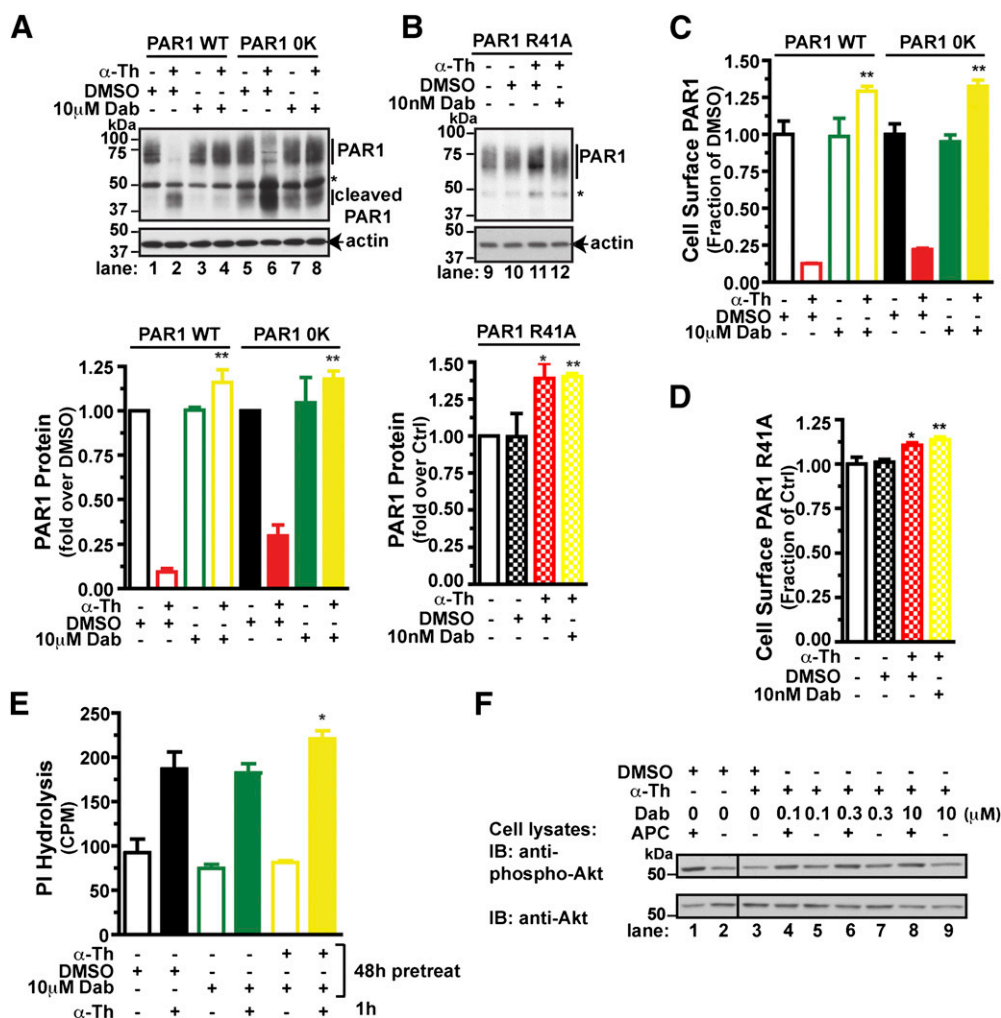 A
PAR1 WT PAR1 0K
α-Th - + - + - + - +
DMSO + + - - + + - -
10μM Dab - - + + - - + +
kDa
100
75
PAR1
50
*
cleaved
PAR1
37
50
actin
37
lane: 1 2 3 4 5 6 7 8
PAR1 WT PAR1 0K
** **
1.25
1.00
0.75
0.50
0.25
0.00
PAR1 Protein
(fold over DMSO)
α-Th - + - + - + - +
DMSO + + - - + + - -
10μM Dab - - + + - - + +
B
PAR1 R41A
α-Th - - + +
DMSO - + + -
10nM Dab - - - +
kDa
100
75
PAR1
50
*
37
50
actin
37
lane: 9 10 11 12
PAR1 R41A
* **
1.50
1.25
1.00
0.75
0.50
0.25
0.00
PAR1 Protein
(fold over Ctrl)
α-Th - - + +
DMSO - + + -
10nM Dab - - - +
C
PAR1 WT PAR1 0K
** **
1.50
1.25
1.00
0.75
0.50
0.25
0.00
Cell Surface PAR1
(Fraction of DMSO)
α-Th - + - + - + - +
DMSO + + - - + + - -
10μM Dab - - + + - - + +
D
* **
1.25
1.00
0.75
0.50
0.25
0.00
Cell Surface PAR1 R41A
(Fraction of Ctrl)
α-Th - - + +
DMSO - + + -
10nM Dab - - - +
E
*
250
200
150
100
50
0
PI Hydrolysis
(CPM)
α-Th - - - - + +
DMSO + + - - - -
10μM Dab - - + + + +
48h pretreat
α-Th - + - + - +
1h
F
DMSO + + + - - - - - -
α-Th - - + + + + + + +
Dab 0 0 0 0.1 0.1 0.3 0.3 10 10 (μM)
APC + - - + - + - + -
Cell lysates:
IB: anti-
phospho-Akt
kDa
50
IB: anti-Akt
50
lane: 1 2 3 4 5 6 7 8 9